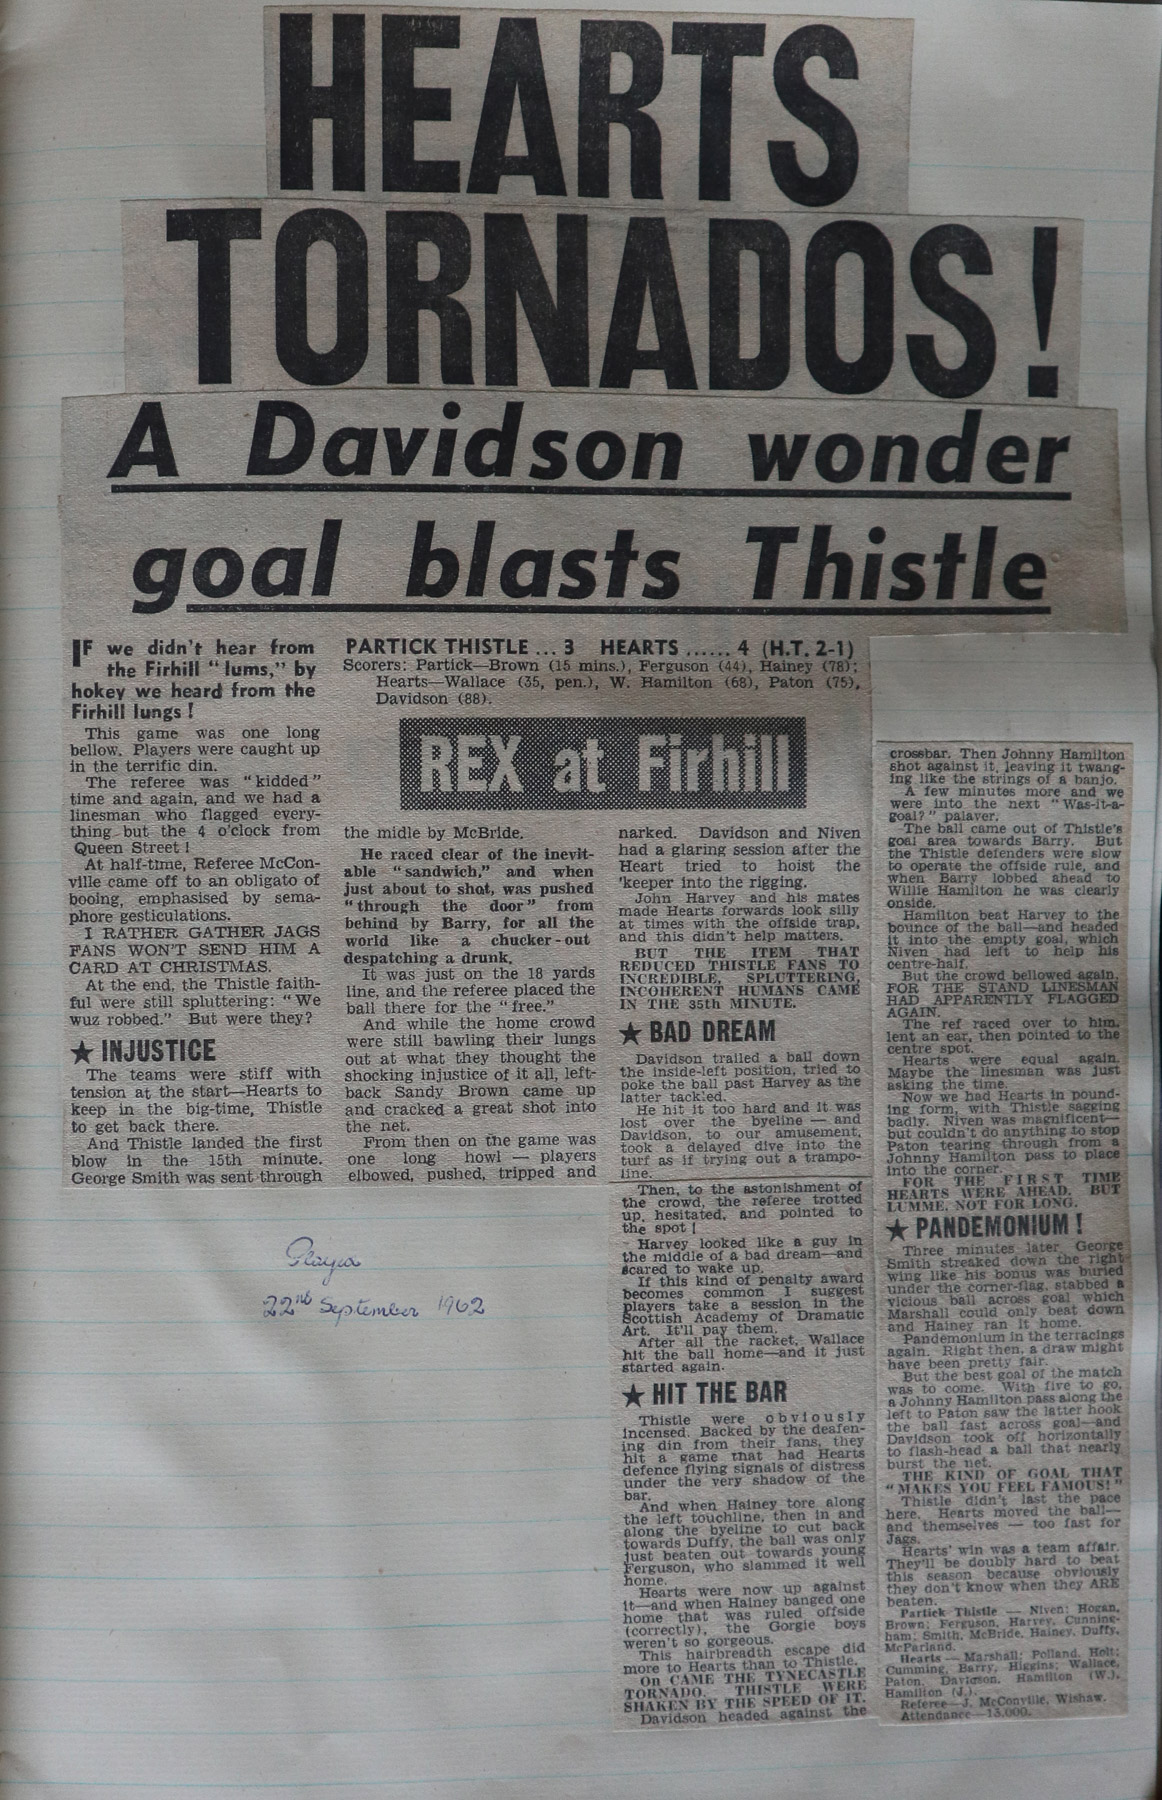 HEARTS
TORNADOS!
A Davidson wonder
goal blasts Thistle
IF we didn't hear from
the Firhill "lums," by
hokey we heard from the
Firhill lungs!
This game was one long
bellow. Players were caught up
in the terrific din.
The referee was "kidded"
time and again, and we had a
linesman who flagged every-
thing but the 4 o'clock from
Queen Street!
At half-time, Referee McCon-
ville came off to an obligato of
booing, emphasised by sema-
phore gesticulations.
I RATHER GATHER JAGS
FANS WON'T SEND HIM A
CARD AT CHRISTMAS.
At the end, the Thistle faith-
ful were still spluttering: "We
wuz robbed." But were they?
★ INJUSTICE
The teams were stiff with
tension at the start—Hearts to
keep in the big-time, Thistle
to get back there.
And Thistle landed the first
blow in the 15th minute.
George Smith was sent through
PARTICK THISTLE ... 3 HEARTS ...... 4 (H.T. 2-1)
Scorers: Partick—Brown (15 mins.), Ferguson (44), Hainey (78);
Hearts—Wallace (35, pen.), W. Hamilton (68), Paton (75),
Davidson (88).
REX at Firhill
the midle by McBride.
He raced clear of the inevit-
able "sandwich," and when
just about to shot, was pushed
"through the door" from
behind by Barry, for all the
world like a chucker-out
despatching a drunk.
It was just on the 18 yards
line, and the referee placed the
ball there for the "free."
And while the home crowd
were still bawling their lungs
out at what they thought the
shocking injustice of it all, left-
back Sandy Brown came up
and cracked a great shot into
the net.
From then on the game was
one long howl — players
elbowed, pushed, tripped and
narked. Davidson and Niven
had a glaring session after the
Heart tried to hoist the
'keeper into the rigging.
John Harvey and his mates
made Hearts forwards look silly
at times with the offside trap,
and this didn't help matters.
BUT THE ITEM THAT
REDUCED THISTLE FANS TO
INCREDIBLE, SPLUTTERING,
INCOHERENT HUMANS CAME
IN THE 35th MINUTE.
★ BAD DREAM
Davidson trailed a ball down
the inside-left position, tried to
poke the ball past Harvey as the
latter tackled.
He hit it too hard and it was
lost over the byeline — and
Davidson, to our amusement,
took a delayed dive into the
turf as if trying out a trampo-
line.
Then, to the astonishment of
the crowd, the referee trotted
up, hesitated, and pointed to
the spot!
Harvey looked like a guy in
the middle of a bad dream—and
scared to wake up.
If this kind of penalty award
becomes common I suggest
players take a session in the
Scottish Academy of Dramatic
Art. It'll pay them.
After all the racket, Wallace
hit the ball home—and it just
started again.
★ HIT THE BAR
Thistle were obviously
incensed. Backed by the deafen-
ing din from their fans, they
hit a game that had Hearts
defence flying signals of distress
under the very shadow of the
bar.
And when Hainey tore along
the left touchline, then in and
along the byeline to cut back
towards Duffy, the ball was only
just beaten out towards young
Ferguson, who slammed it well
home.
Hearts were now up against
it—and when Hainey banged one
home that was ruled offside
(correctly), the Gorgie boys
weren't so gorgeous.
This hairbreadth escape did
more to Hearts than to Thistle.
On CAME THE TYNECASTLE
TORNADO. THISTLE WERE
SHAKEN BY THE SPEED OF IT.
Davidson headed against the
crossbar. Then Johnny Hamilton
shot against it, leaving it twang-
ing like the strings of a banjo.
A few minutes more and we
were into the next "Was-it-a-
goal?" palaver.
The ball came out of Thistle's
goal area towards Barry. But
the Thistle defenders were slow
to operate the offside rule, and
when Barry lobbed ahead to
Willie Hamilton he was clearly
onside.
Hamilton beat Harvey to the
bounce of the ball—and headed
it into the empty goal, which
Niven had left to help his
centre-half.
But the crowd bellowed again,
FOR THE STAND LINESMAN
HAD APPARENTLY FLAGGED
AGAIN.
The ref raced over to him,
lent an ear, then pointed to the
centre spot.
Hearts were equal again.
Maybe the linesman was just
asking the time.
Now we had Hearts in pound-
ing form, with Thistle sagging
badly. Niven was magnificent—
but couldn't do anything to stop
Paton tearing through from a
Johnny Hamilton pass to place
into the corner.
FOR THE FIRST TIME
HEARTS WERE AHEAD. BUT
LUMME, NOT FOR LONG.
★ PANDEMONIUM!
Three minutes later George
Smith streaked down the right
wing like his bonus was buried
under the corner-flag, stabbed a
vicious ball across goal which
Marshall could only beat down
and Hainey ran it home.
Pandemonium in the terracings
again. Right then, a draw might
have been pretty fair.
But the best goal of the match
was to come. With five to go,
a Johnny Hamilton pass along the
left to Paton saw the latter hook
the ball fast across goal—and
Davidson took off horizontally
to flash-head a ball that nearly
burst the net.
THE KIND OF GOAL THAT
"MAKES YOU FEEL FAMOUS!"
Thistle didn't last the pace
here. Hearts moved the ball—
and themselves — too fast for
Jags.
Hearts' win was a team affair.
They'll be doubly hard to beat
this season because obviously
they don't know when they ARE
beaten.
Partick Thistle — Niven; Hogan,
Brown; Ferguson, Harvey, Cunning-
ham; Smith, McBride, Hainey, Duffy,
McParland.
Hearts — Marshall; Polland, Holt;
Cumming, Barry, Higgins; Wallace,
Paton, Davidson, Hamilton (W.),
Hamilton (J.).
Referee—J. McConville, Wishaw.
Attendance—13,000.
Played
22nd September 1962